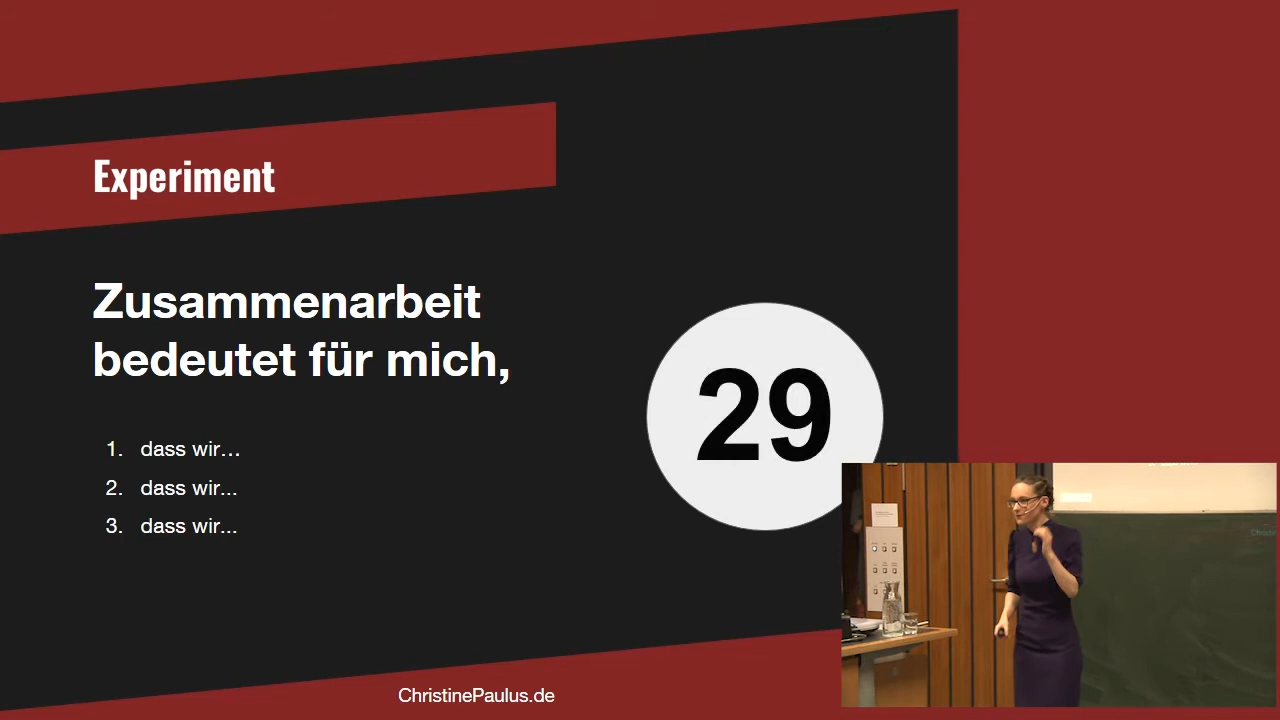 Experiment
Zusammenarbeit
bedeutet für mich,
1. dass wir…
2. dass wir...
3. dass wir...
29
ChristinePaulus.de